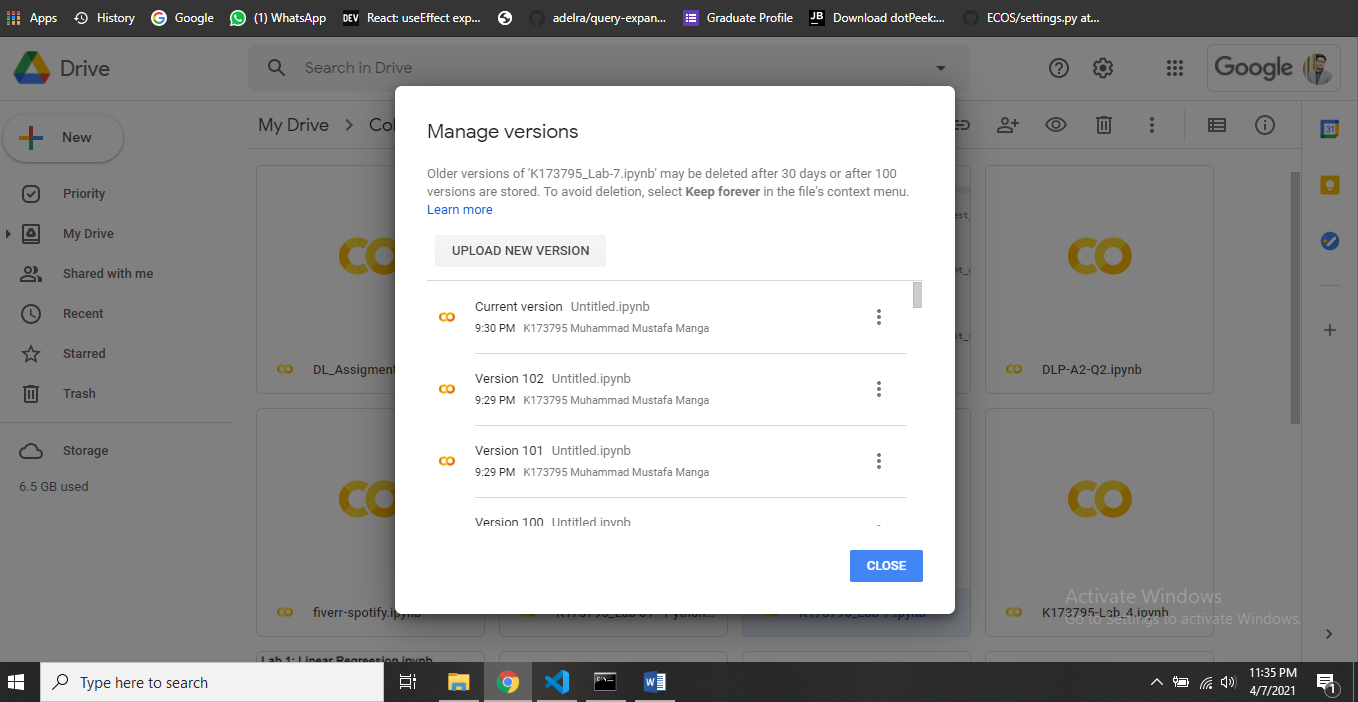 Apps History Google (1) WhatsApp DEV React: useEffect exp... adelra/query-expan... Graduate Profile JB Download dotPeek:... ECOS/settings.py at...
Drive Search in Drive Google
New My Drive > Col
Manage versions
Older versions of 'K173795_Lab-7.ipynb' may be deleted after 30 days or after 100
versions are stored. To avoid deletion, select Keep forever in the file's context menu.
Learn more
UPLOAD NEW VERSION
Current version Untitled.ipynb
9:30 PM K173795 Muhammad Mustafa Manga
Version 102 Untitled.ipynb
9:29 PM K173795 Muhammad Mustafa Manga
Version 101 Untitled.ipynb
9:29 PM K173795 Muhammad Mustafa Manga
Version 100 Untitled.ipynb
CLOSE
Priority
My Drive
Shared with me
Recent
Starred
Trash
Storage
6.5 GB used
31
DL_Assigment
DLP-A2-Q2.ipynb
fiverr-spotify.ipynb
K173795_Lab-7.ipynb
K173795-Lab_4.ipynb
Lab 1: Linear Regreesion.ipynb
Activate Windows
Go to Settings to activate Windows.
Type here to search
11:35 PM
4/7/2021
1